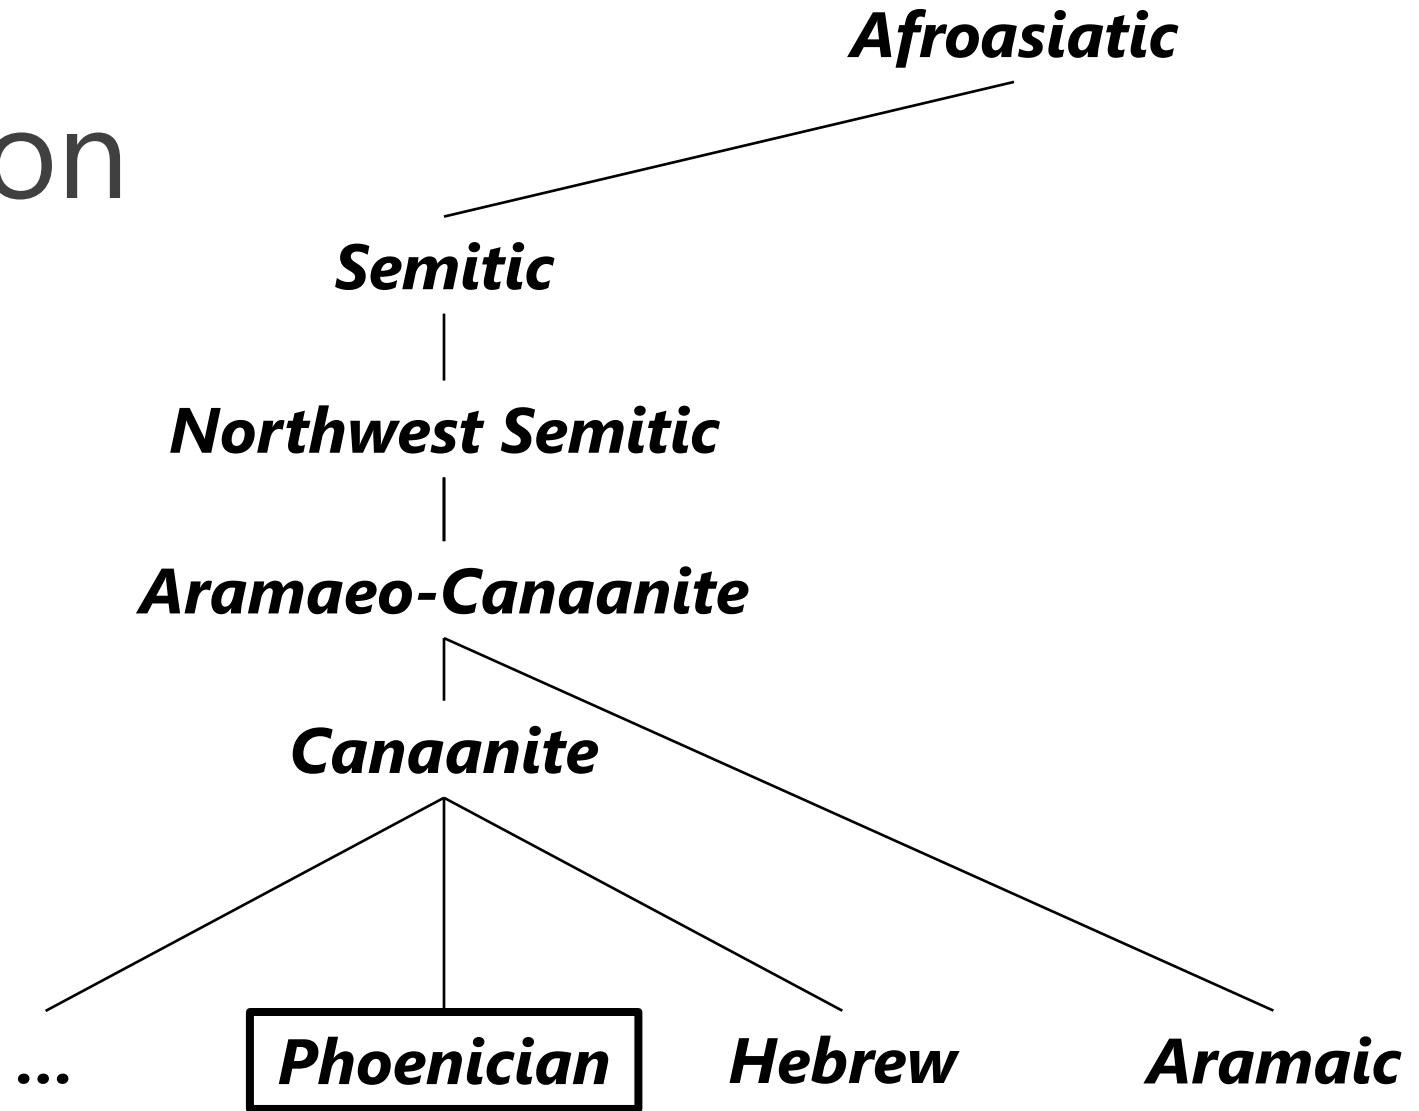 Afroasiatic
on
Semitic
Northwest Semitic
Aramaeo-Canaanite
Canaanite
... Phoenician Hebrew Aramaic